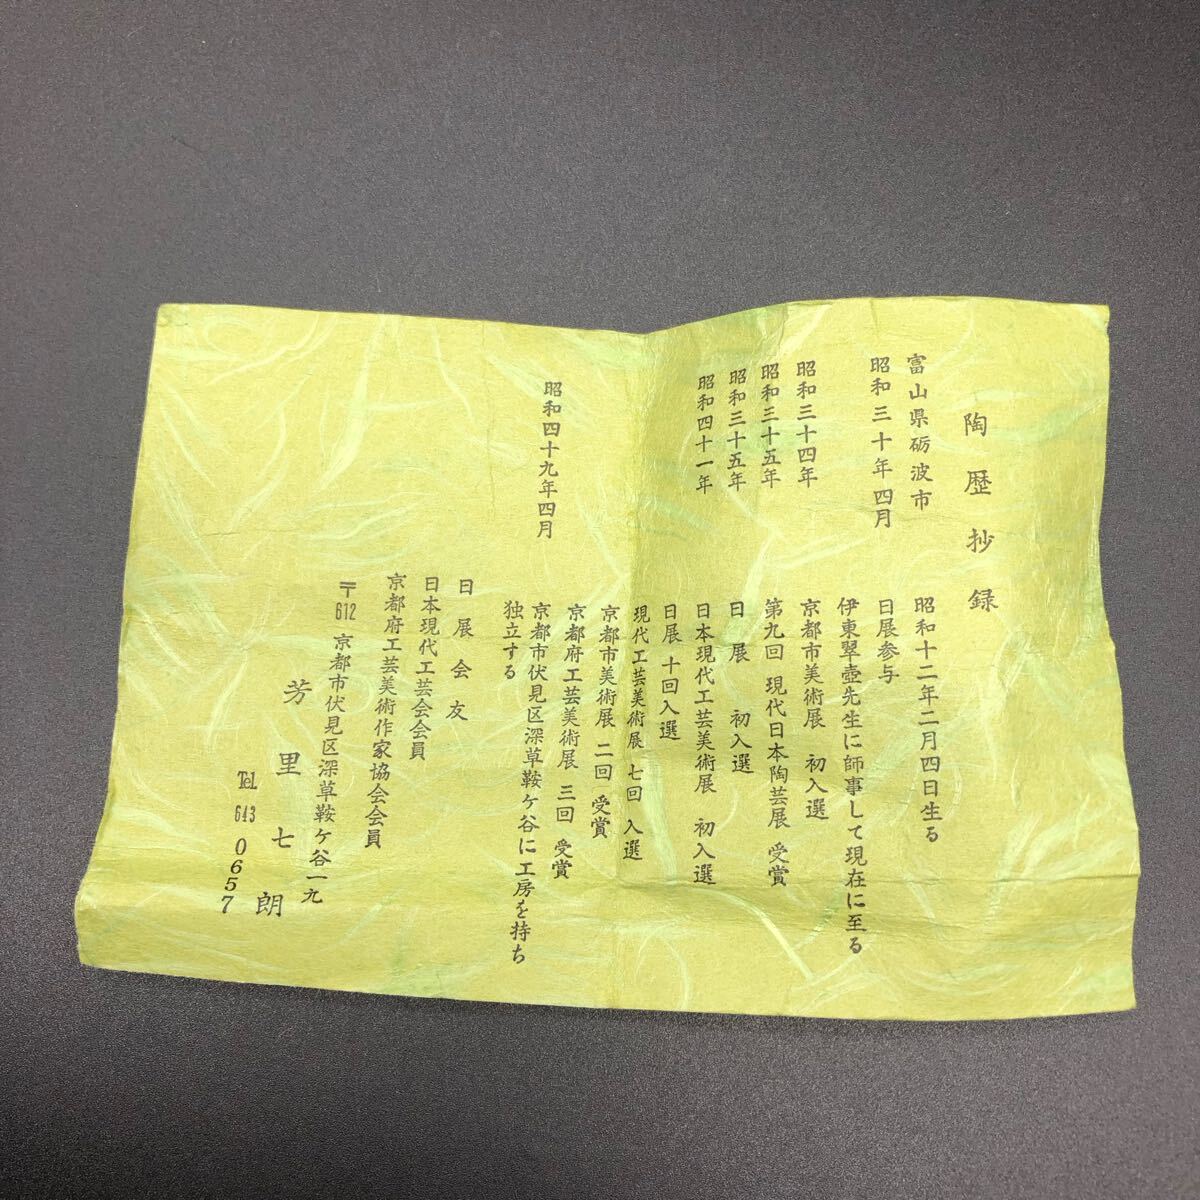 陶歴抄録
富山県砺波市 昭和十二年二月四日生る
昭和三十年四月 日展参与
伊東翠壺先生に師事して現在に至る
昭和三十四年 京都市美術展 初入選
昭和三十五年 第九回 現代日本陶芸展 受賞
昭和三十五年 日展 初入選
昭和四十一年 日本現代工芸美術展 初入選
日展 十回入選
現代工芸美術展 七回 入選
京都市美術展 二回 受賞
京都府工芸美術展 三回 受賞
昭和四十九年四月 京都市伏見区深草鞍ケ谷に工房を持ち
独立する
日展会友
日本現代工芸会会員
京都府工芸美術作家協会会員
〒612 京都市伏見区深草鞍ケ谷一九
芳里七朗
Tel 643 0657